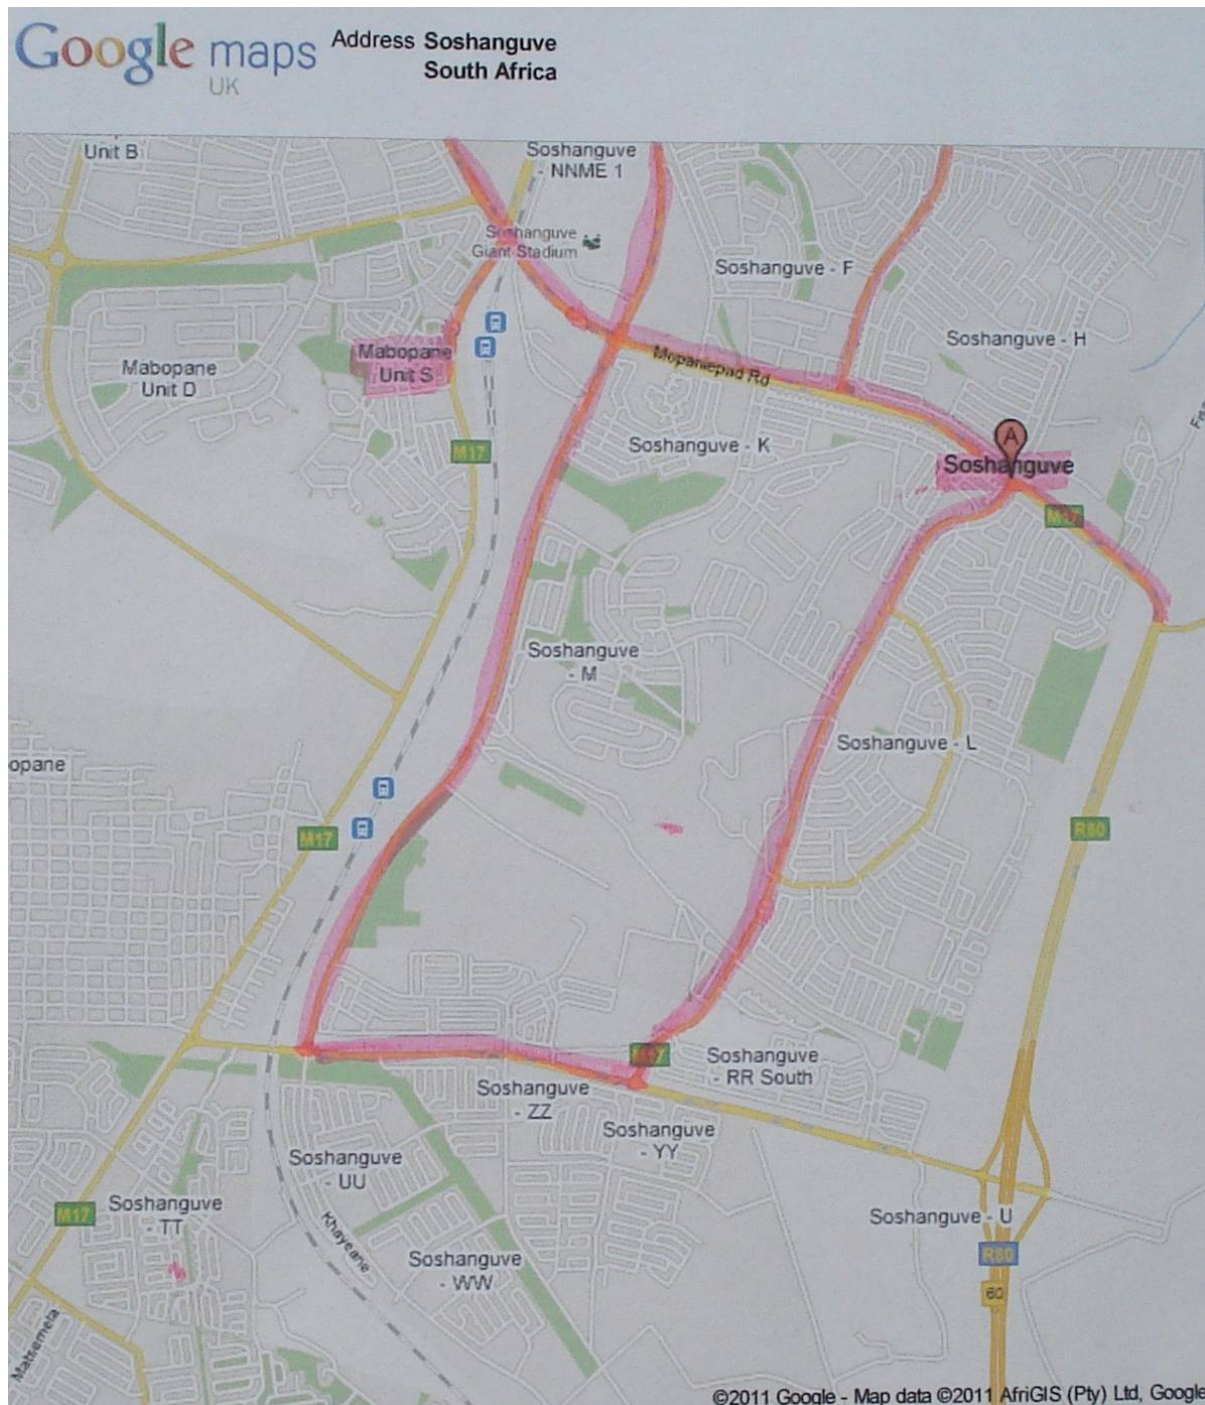 Google maps
UK
Address Soshanguve
South Africa
Unit B
Soshanguve
- NNME 1
Soshanguve
Giant Stadium
Soshanguve - F
Mabopane
Unit S
Mabopane
Unit D
Mopaniepad Rd
Soshanguve - H
M17
Soshanguve - K
A
Soshanguve
Soshanguve
- M
Soshanguve - L
opane
M17
R80
Soshanguve
- RR South
Soshanguve
- ZZ
Soshanguve
- YY
Soshanguve
- UU
M17
Soshanguve
- TT
Khayeane
Soshanguve - U
Soshanguve
- WW
R80
60
Matsemela
©2011 Google - Map data ©2011 AfriGIS (Pty) Ltd, Google